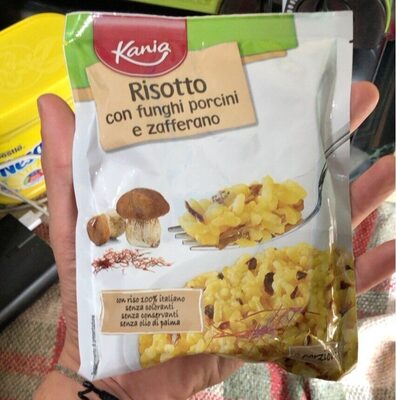 Kania
Risotto
con funghi porcini
e zafferano
con riso 100% italiano
senza coloranti
senza conservanti
senza olio di palma